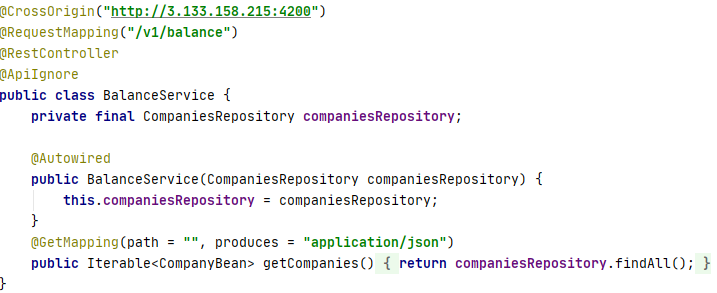 @CrossOrigin("http://3.133.158.215:4200")
@RequestMapping("/v1/balance")
@RestController
@ApiIgnore
public class BalanceService {
    private final CompaniesRepository companiesRepository;

    @Autowired
    public BalanceService(CompaniesRepository companiesRepository) {
        this.companiesRepository = companiesRepository;
    }
    @GetMapping(path = "", produces = "application/json")
    public Iterable<CompanyBean> getCompanies() { return companiesRepository.findAll(); }
}